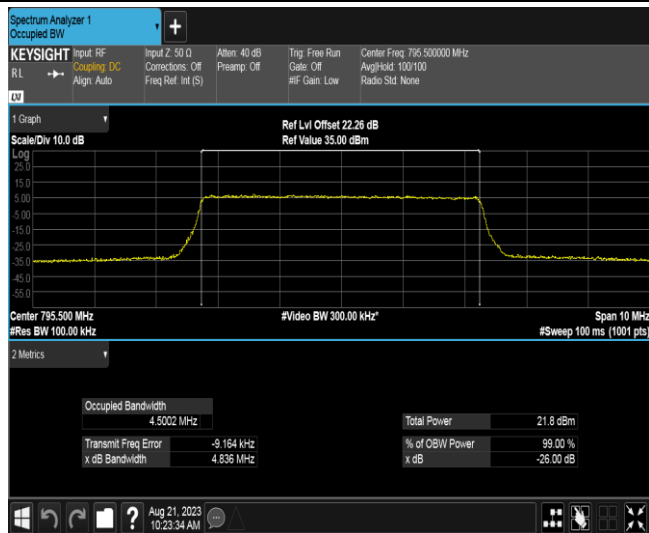 Spectrum Analyzer 1
Occupied BW
+
KEYSIGHT
RL
Input: RF
Coupling: DC
Align: Auto
Input Z: 50 Ω
Corrections: Off
Freq Ref: Int (S)
Atten: 40 dB
Preamp: Off
Trig: Free Run
Gate: Off
#IF Gain: Low
Center Freq: 795.500000 MHz
Avg|Hold: 100/100
Radio Std: None
1 Graph
Scale/Div 10.0 dB
Ref Lvl Offset 22.26 dB
Ref Value 35.00 dBm
Log
25.0
15.0
5.00
-5.00
-15.0
-25.0
-35.0
-45.0
-55.0
Center 795.500 MHz
#Res BW 100.00 kHz
#Video BW 300.00 kHz*
Span 10 MHz
#Sweep 100 ms (1001 pts)
2 Metrics
Occupied Bandwidth
4.5002 MHz
Transmit Freq Error -9.164 kHz
x dB Bandwidth 4.836 MHz
Total Power 21.8 dBm
% of OBW Power 99.00 %
x dB -26.00 dB
?
Aug 21, 2023
10:23:34 AM